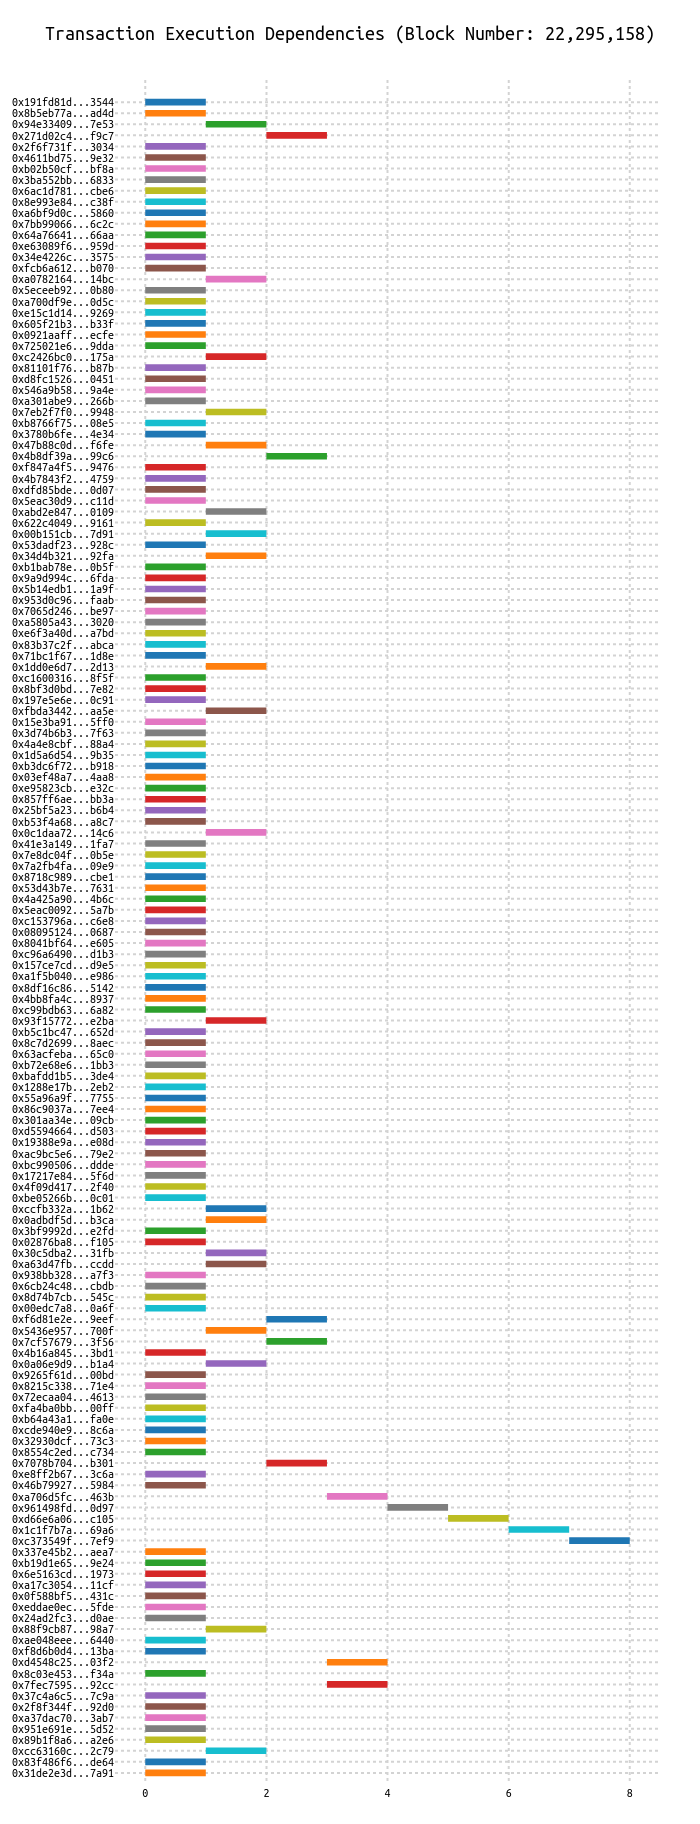 Transaction Execution Dependencies (Block Number: 22,295,158)
0x191fd81d...3544
0x8b5eb77a...ad4d
0x94e33409...7e53
0x271d02c4...f9c7
0x2f6f731f...3034
0x4611bd75...9e32
0xb02b50cf...bf8a
0x3ba552bb...6833
0x6ac1d781...cbe6
0x8e993e84...c38f
0xa6bf9d0c...5860
0x7bb99066...6c2c
0x64a76641...66aa
0xe63089f6...959d
0x34e4226c...3575
0xfcb6a612...b070
0xa0782164...14bc
0x5eceeb92...0b80
0xa700df9e...0d5c
0xe15c1d14...9269
0x605f21b3...b33f
0x0921aaff...ecfe
0x725021e6...9dda
0xc2426bc0...175a
0x81101f76...b87b
0xd8fc1526...0451
0x546a9b58...9a4e
0xa301abe9...266b
0x7eb2f7f0...9948
0xb8766f75...08e5
0x3780b6fe...4e34
0x47b88c0d...f6fe
0x4b8df39a...99c6
0xf847a4f5...9476
0x4b7843f2...4759
0xdfd85bde...0d07
0x5eac30d9...c11d
0xabd2e847...0109
0x622c4049...9161
0x00b151cb...7d91
0x53dadf23...928c
0x34d4b321...92fa
0xb1bab78e...0b5f
0x9a9d994c...6fda
0x5b14edb1...1a9f
0x953d0c96...faab
0x7065d246...be97
0xa5805a43...3020
0xe6f3a40d...a7bd
0x83b37c2f...abca
0x71bc1f67...1d8e
0x1dd0e6d7...2d13
0xc1600316...8f5f
0x8bf3d0bd...7e82
0x197e5e6e...0c91
0xfbda3442...aa5e
0x15e3ba91...5ff0
0x3d74b6b3...7f63
0x4a4e8cbf...88a4
0x1d5a6d54...9b35
0xb3dc6f72...b918
0x03ef48a7...4aa8
0xe95823cb...e32c
0x857ff6ae...bb3a
0x25bf5a23...b6b4
0xb53f4a68...a8c7
0x0c1daa72...14c6
0x41e3a149...1fa7
0x7e8dc04f...0b5e
0x7a2fb4fa...09e9
0x8718c989...cbe1
0x53d43b7e...7631
0x4a425a90...4b6c
0x5eac0092...5a7b
0xc153796a...c6e8
0x08095124...0687
0x8041bf64...e605
0xc96a6490...d1b3
0x157ce7cd...d9e5
0xa1f5b040...e986
0x8df16c86...5142
0x4bb8fa4c...8937
0xc99bdb63...6a82
0x93f15772...e2ba
0xb5c1bc47...652d
0x8c7d2699...8aec
0x63acfeba...65c0
0xb72e68e6...1bb3
0xbafdd1b5...3de4
0x1288e17b...2eb2
0x55a96a9f...7755
0x86c9037a...7ee4
0x301aa34e...09cb
0xd5594664...d503
0x19388e9a...e08d
0xac9bc5e6...79e2
0xbc990506...ddde
0x17217e84...5f6d
0x4f09d417...2f40
0xbe05266b...0c01
0xccfb332a...1b62
0x0adbdf5d...b3ca
0x3bf9992d...e2fd
0x02876ba8...f105
0x30c5dba2...31fb
0xa63d47fb...ccdd
0x938bb328...a7f3
0x6cb24c48...cbdb
0x8d74b7cb...545c
0x00edc7a8...0a6f
0xf6d81e2e...9eef
0x5436e957...700f
0x7cf57679...3f56
0x4b16a845...3bd1
0x0a06e9d9...b1a4
0x9265f61d...00bd
0x8215c338...71e4
0x72ecaa04...4613
0xfa4ba0bb...00ff
0xb64a43a1...fa0e
0xcde940e9...8c6a
0x32930dcf...73c3
0x8554c2ed...c734
0x7078b704...b301
0xe8ff2b67...3c6a
0x46b79927...5984
0xa706d5fc...463b
0x961498fd...0d97
0xd66e6a06...c105
0x1c1f7b7a...69a6
0xc373549f...7ef9
0x337e45b2...aea7
0xb19d1e65...9e24
0x6e5163cd...1973
0xa17c3054...11cf
0x0f588bf5...431c
0xeddae0ec...5fde
0x24ad2fc3...d0ae
0x88f9cb87...98a7
0xae048eee...6440
0xf8d6b0d4...13ba
0xd4548c25...03f2
0x8c03e453...f34a
0x7fec7595...92cc
0x37c4a6c5...7c9a
0x2f8f344f...92d0
0xa37dac70...3ab7
0x951e691e...5d52
0x89b1f8a6...a2e6
0xcc63160c...2c79
0x83f486f6...de64
0x31de2e3d...7a91
0 2 4 6 8